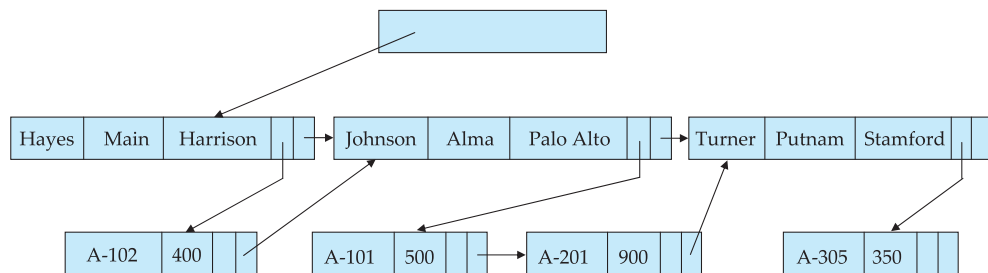 Hayes Main Harrison Johnson Alma Palo Alto Turner Putnam Stamford
A-102 400 A-101 500 A-201 900 A-305 350